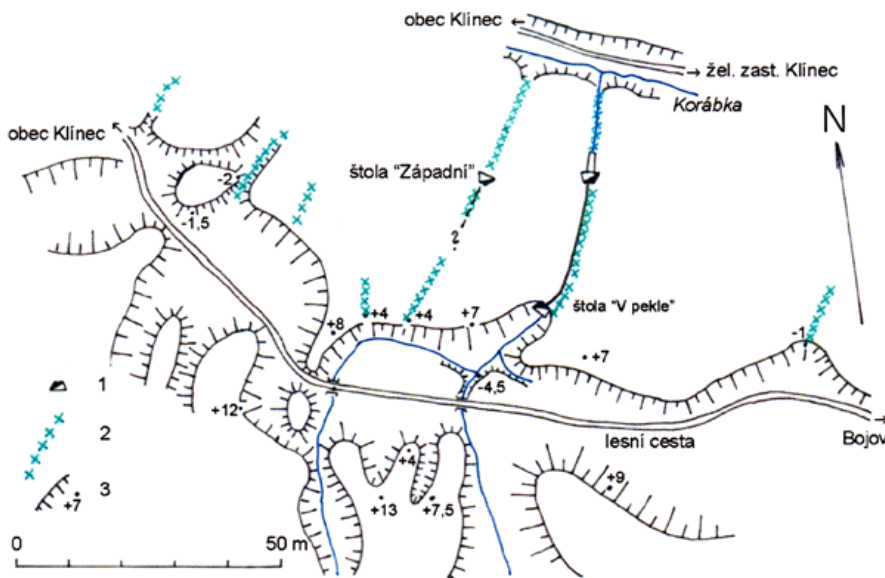 obec Klínec
žel. zast. Klínec
Korábka
N
obec Klínec
štola "Západní"
-2
-1,5
?
štola "V pekle"
+4
+4
+7
+8
+7
-1
-4,5
+12
lesní cesta
Bojov
+4
+13
+7,5
+9
1
2
3
+7
0
50 m